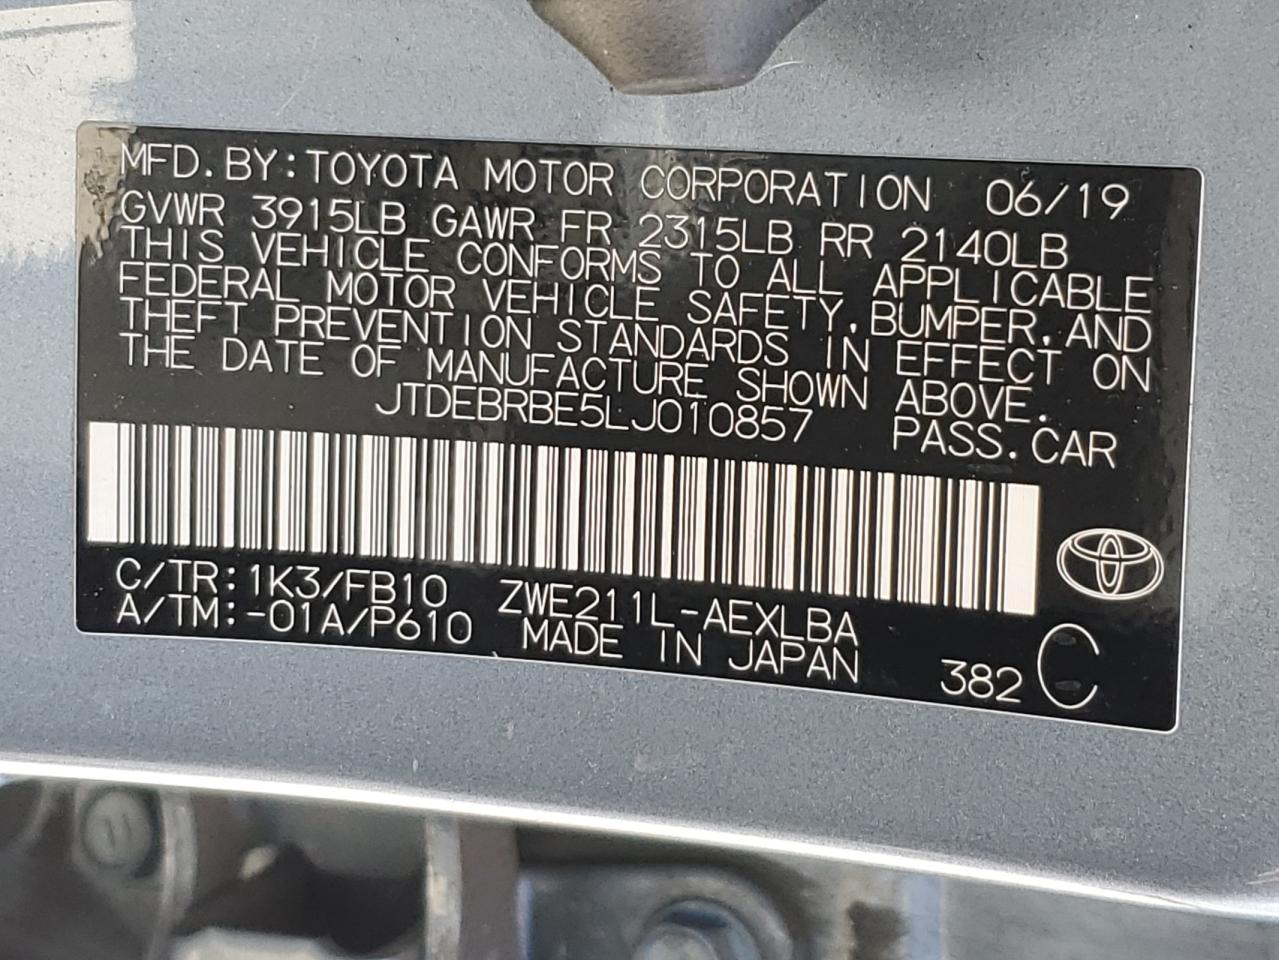 MFD. BY: TOYOTA MOTOR CORPORATION 06/19
GVWR 3915LB GAWR FR 2315LB RR 2140LB
THIS VEHICLE CONFORMS TO ALL APPLICABLE
FEDERAL MOTOR VEHICLE SAFETY, BUMPER, AND
THEFT PREVENTION STANDARDS IN EFFECT ON
THE DATE OF MANUFACTURE SHOWN ABOVE.
JTDEBRBE5LJ010857 PASS. CAR
C/TR: 1K3/FB10 ZWE211L-AEXLBA
A/TM: -01A/P610 MADE IN JAPAN 382 C